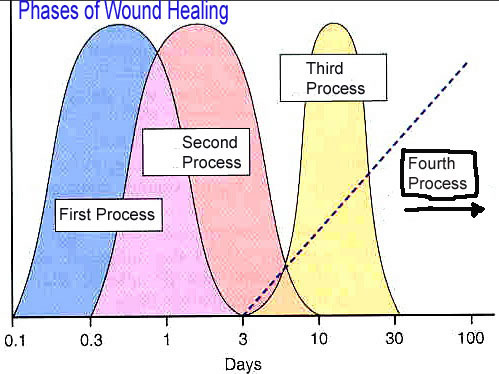 Phases of Wound Healing
Third
Process
Second
Process
Fourth
Process
First Process
0.1 0.3 1 3 10 30 100
Days